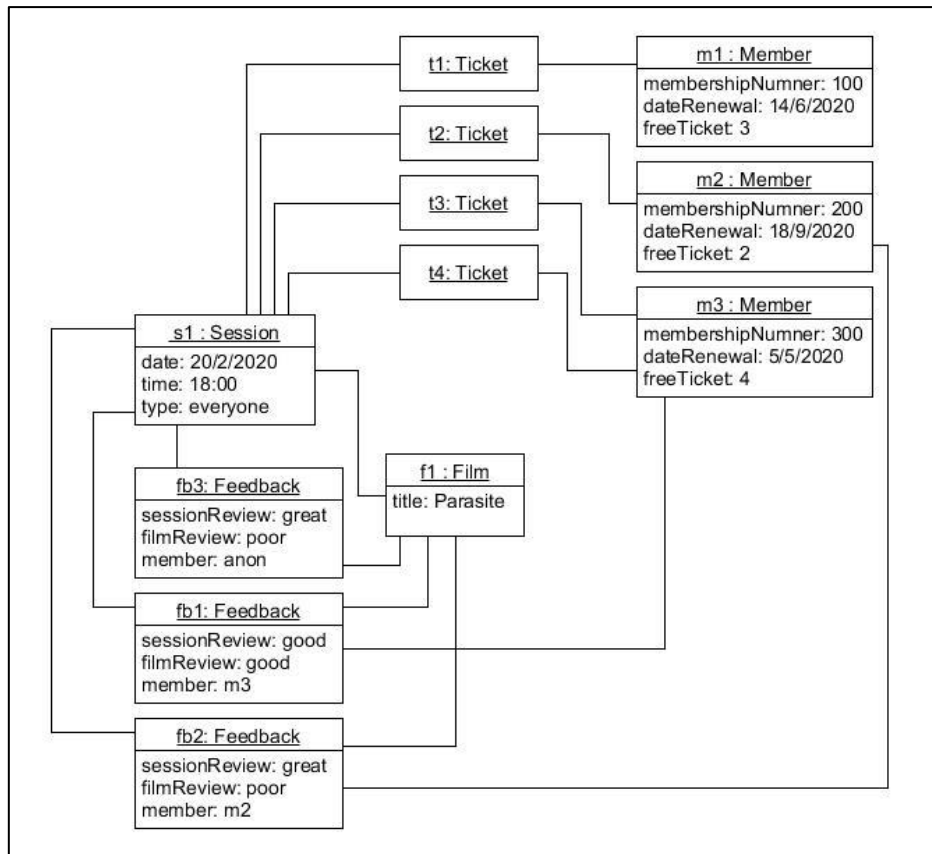 t1: Ticket
t2: Ticket
t3: Ticket
t4: Ticket
m1 : Member
membershipNumner: 100
dateRenewal: 14/6/2020
freeTicket: 3
m2 : Member
membershipNumner: 200
dateRenewal: 18/9/2020
freeTicket: 2
m3 : Member
membershipNumner: 300
dateRenewal: 5/5/2020
freeTicket: 4
s1 : Session
date: 20/2/2020
time: 18:00
type: everyone
f1 : Film
title: Parasite
fb3: Feedback
sessionReview: great
filmReview: poor
member: anon
fb1: Feedback
sessionReview: good
filmReview: good
member: m3
fb2: Feedback
sessionReview: great
filmReview: poor
member: m2